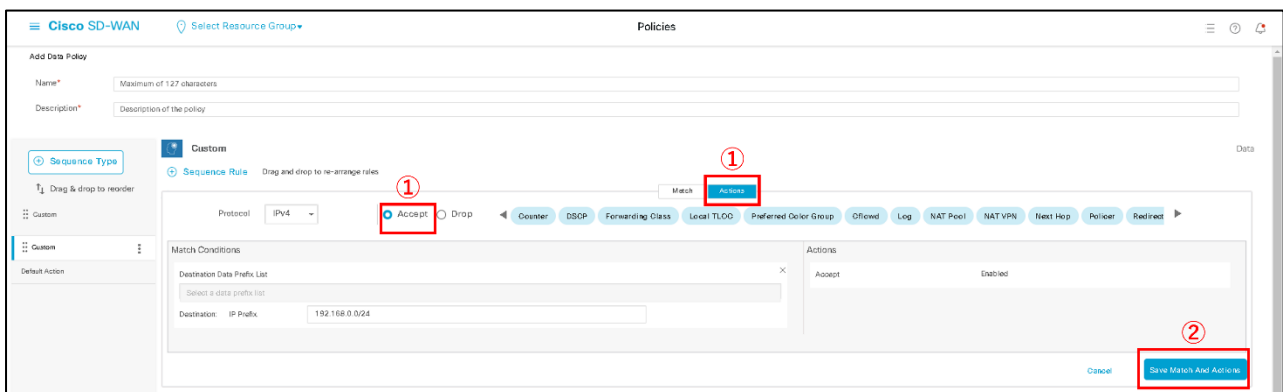 Cisco SD-WAN
Select Resource Group
Policies
Add Data Policy
Name*
Maximum of 127 characters
Description*
Description of the policy
Sequence Type
Drag & drop to reorder
Custom
Custom
Default Action
Custom
Data
Sequence Rule Drag and drop to re-arrange rules
①
①
Match Actions
Protocol IPv4 Accept Drop Counter DSCP Forwarding Class Local TLOC Preferred Color Group Cflowd Log NAT Pool NAT VPN Next Hop Policer Redirect
Match Conditions
Actions
Destination Data Prefix List
Select a data prefix list
Destination: IP Prefix 192.168.0.0/24
Accept Enabled
②
Cancel Save Match And Actions